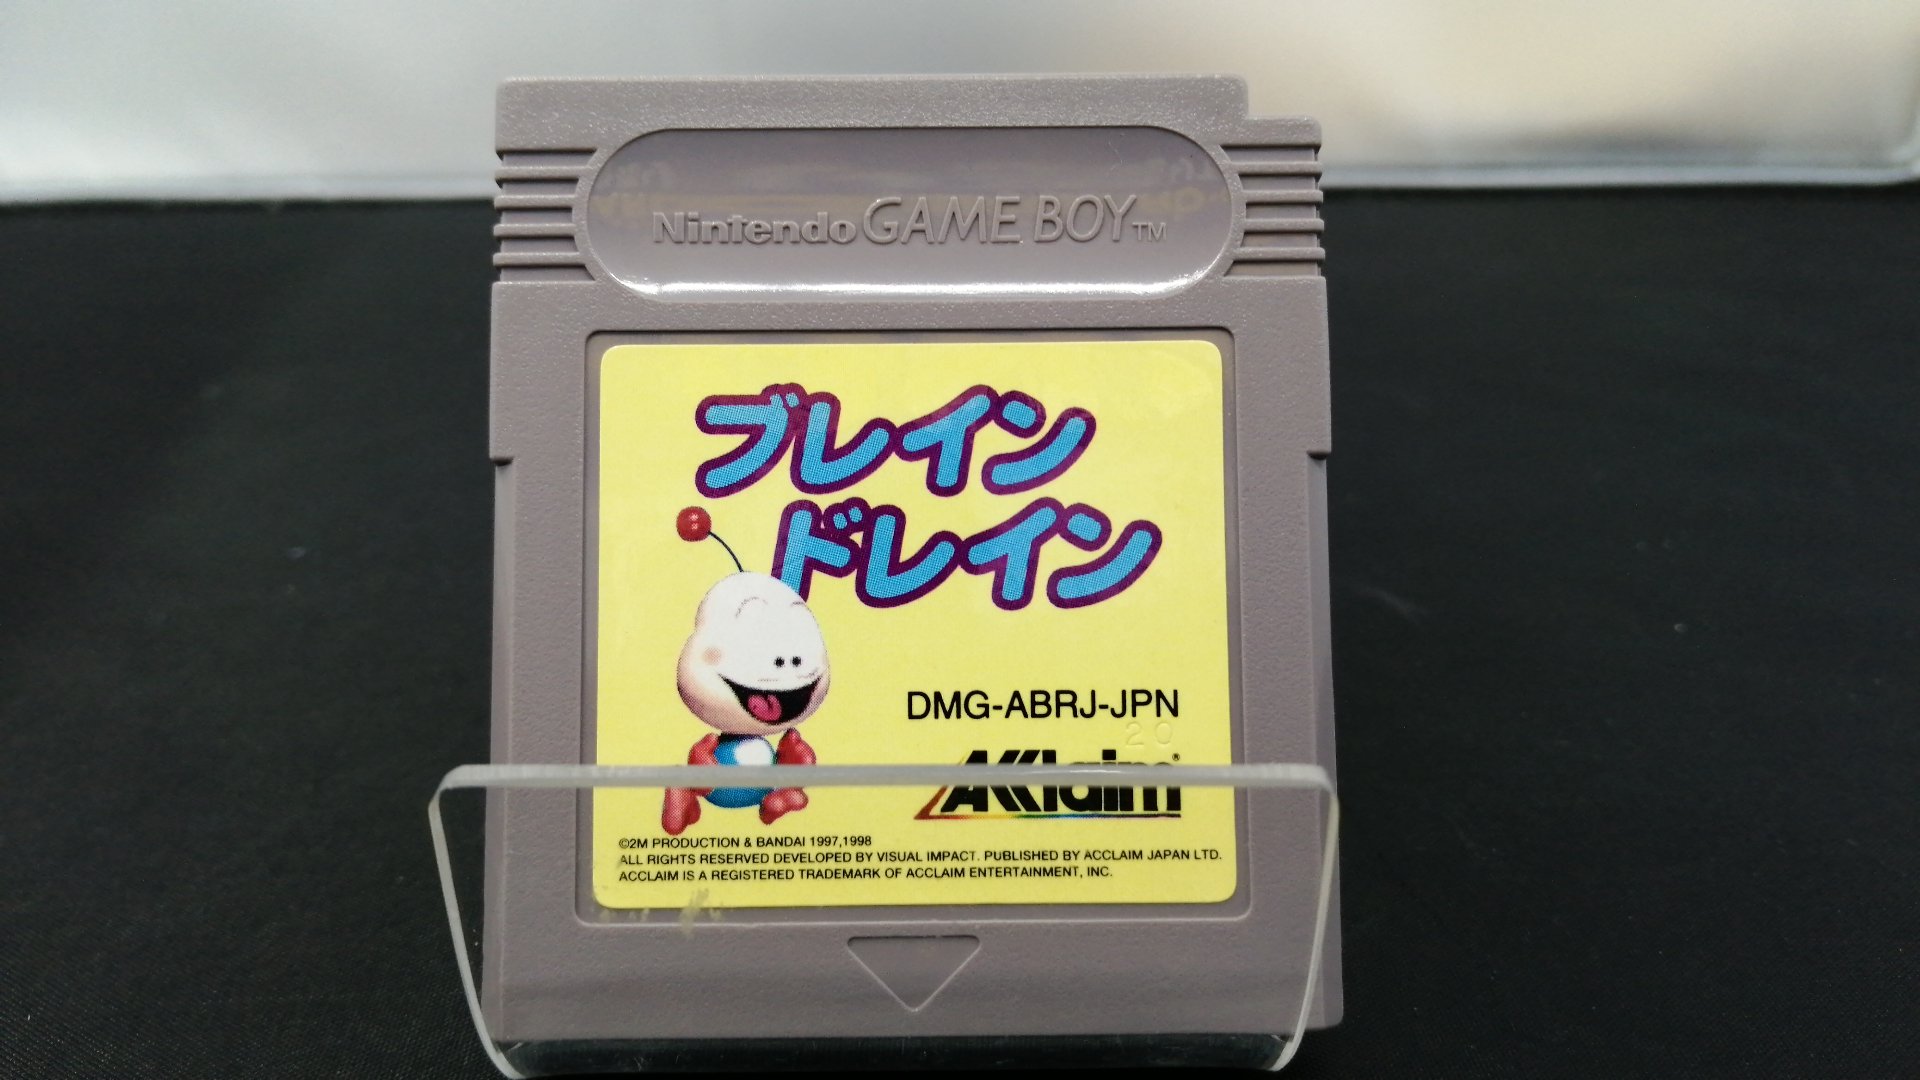 Nintendo GAME BOY™
ブレイン
ドレイン
DMG-ABRJ-JPN
20
AKklaim®
©2M PRODUCTION & BANDAI 1997,1998
ALL RIGHTS RESERVED DEVELOPED BY VISUAL IMPACT. PUBLISHED BY ACCLAIM JAPAN LTD.
ACCLAIM IS A REGISTERED TRADEMARK OF ACCLAIM ENTERTAINMENT, INC.